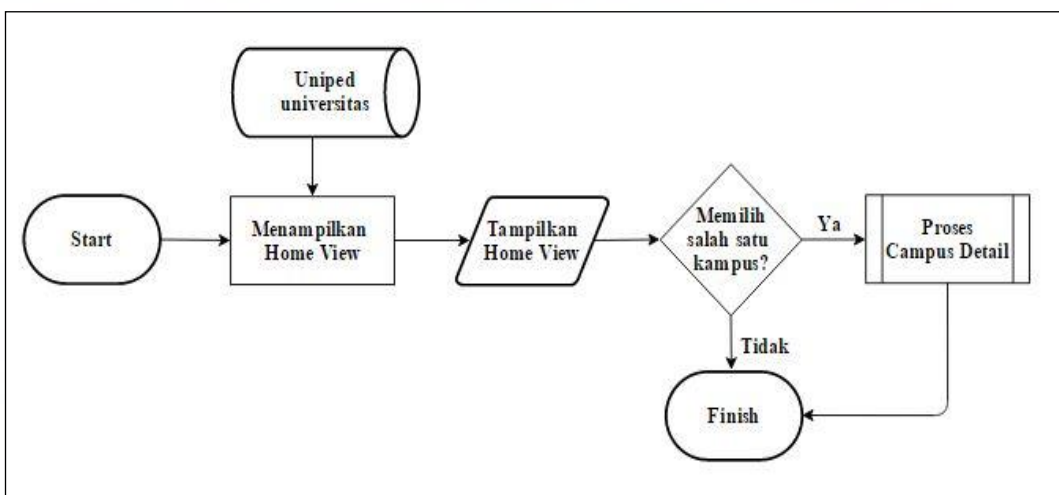 Uniped
universitas
Start
Menampilkan
Home View
Tampilkan
Home View
Memilih
salah satu
kampus?
Ya
Proses
Campus Detail
Tidak
Finish